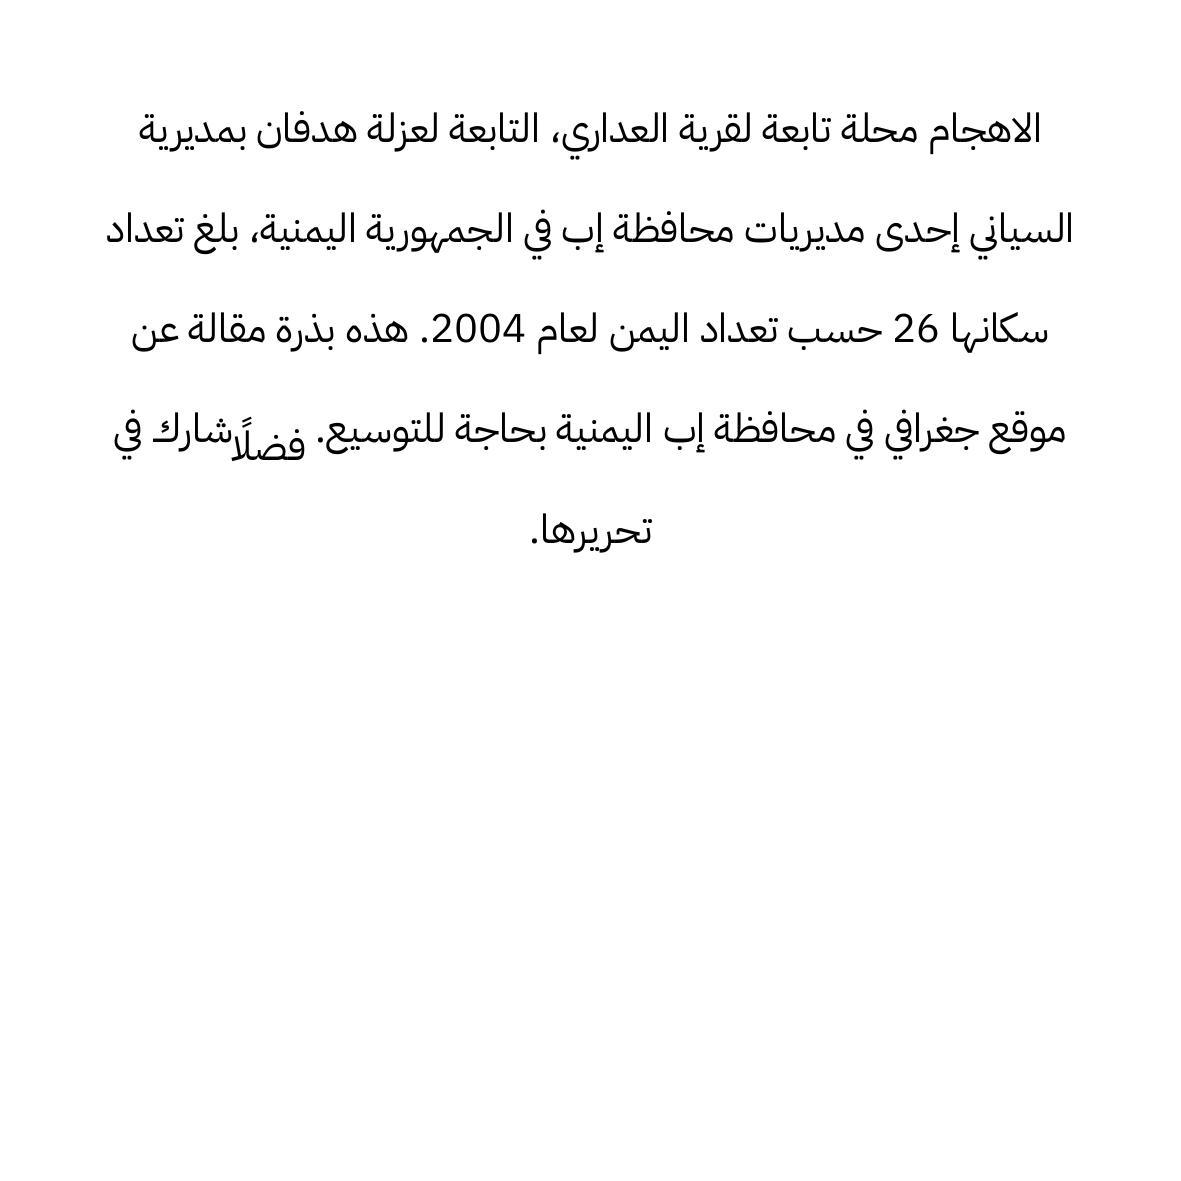 الاهجام محلة تابعة لقرية العداري، التابعة لعزلة هدفان بمديرية
السياني إحدى مديريات محافظة إب في الجمهورية اليمنية، بلغ تعداد
سكانها 26 حسب تعداد اليمن لعام 2004. هذه بذرة مقالة عن
موقع جغرافي في محافظة إب اليمنية بحاجة للتوسيع. فضلًا شارك في
تحريرها.